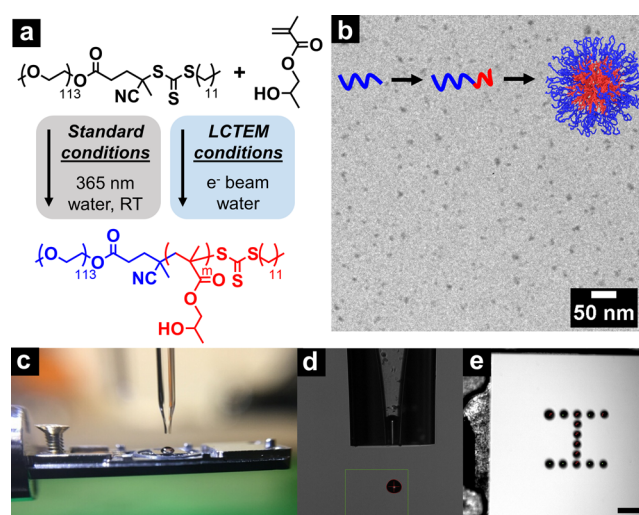 a
O
O
S
S
113
O
NC
S
11
+
O
O
HO
Standard
conditions
365 nm
water, RT
LCTEM
conditions
e- beam
water
O
O
S
S
113
O
NC
m
O
S
11
O
HO
b
50 nm
c
d
e